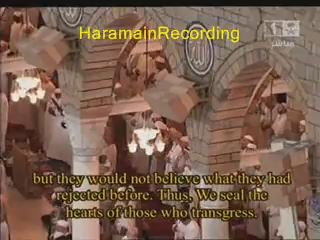 HaramainRecording
مباشر
but they would not believe what they had
rejected before. Thus, We seal the
hearts of those who transgress.